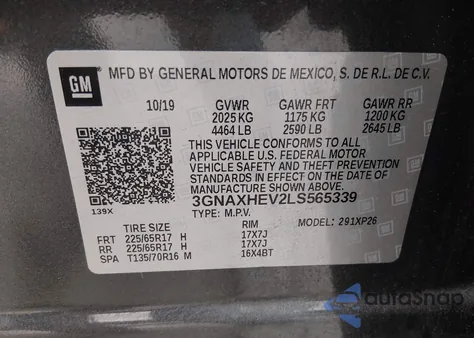 GM
MFD BY GENERAL MOTORS DE MEXICO, S. DE R.L. DE C.V.
10/19 GVWR GAWR FRT GAWR RR
2025 KG 1175 KG 1200 KG
4464 LB 2590 LB 2645 LB
THIS VEHICLE CONFORMS TO ALL
APPLICABLE U.S. FEDERAL MOTOR
VEHICLE SAFETY AND THEFT PREVENTION
STANDARDS IN EFFECT ON THE DATE OF
MANUFACTURE SHOWN ABOVE.
139X
3GNAXHEV2LS565339
TYPE: M.P.V. MODEL: 291XP26
TIRE SIZE RIM
FRT 225/65R17 H 17X7J
RR 225/65R17 H 17X7J
SPA T135/70R16 M 16X4BT
autoSnap